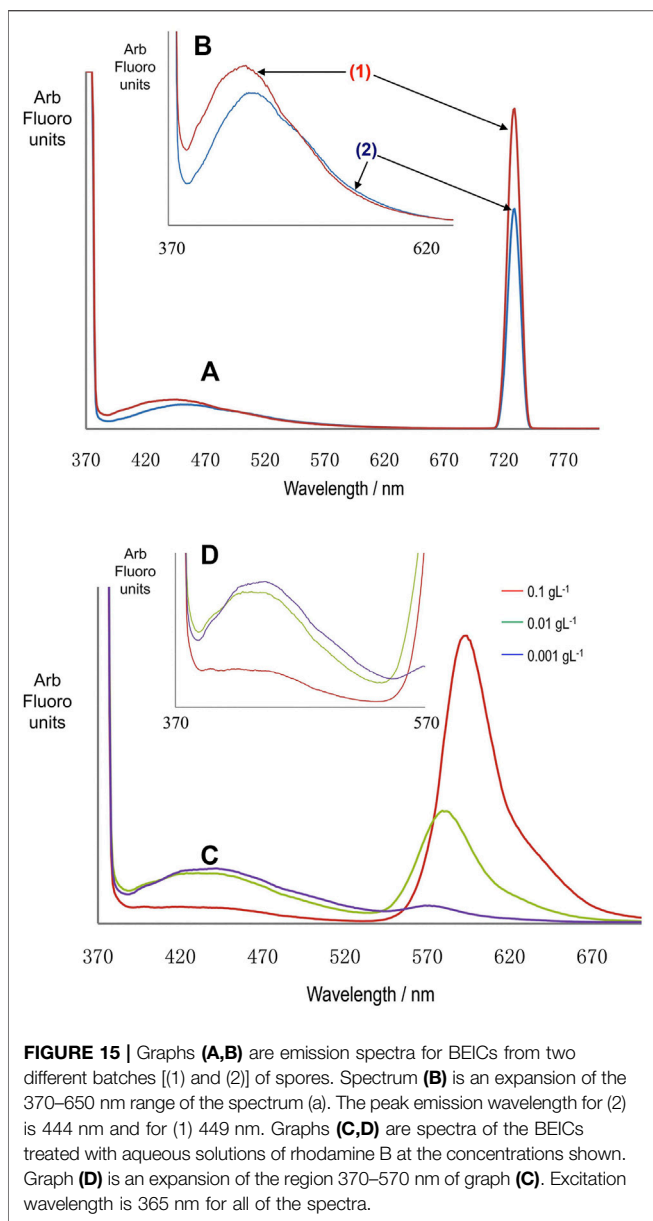 Arb
Fluoro
units
B
(1)
Arb
Fluoro
units
(2)
370
620
A
370 420 470 520 570 620 670 720 770
Wavelength / nm
Arb
Fluoro
units
D
0.1 gL-1
0.01 gL-1
0.001 gL-1
370
570
Arb
Fluoro
units
C
370 420 470 520 570 620 670
Wavelength / nm
FIGURE 15 | Graphs (A,B) are emission spectra for BEICs from two
different batches [(1) and (2)] of spores. Spectrum (B) is an expansion of the
370–650 nm range of the spectrum (a). The peak emission wavelength for (2)
is 444 nm and for (1) 449 nm. Graphs (C,D) are spectra of the BEICs
treated with aqueous solutions of rhodamine B at the concentrations shown.
Graph (D) is an expansion of the region 370–570 nm of graph (C). Excitation
wavelength is 365 nm for all of the spectra.